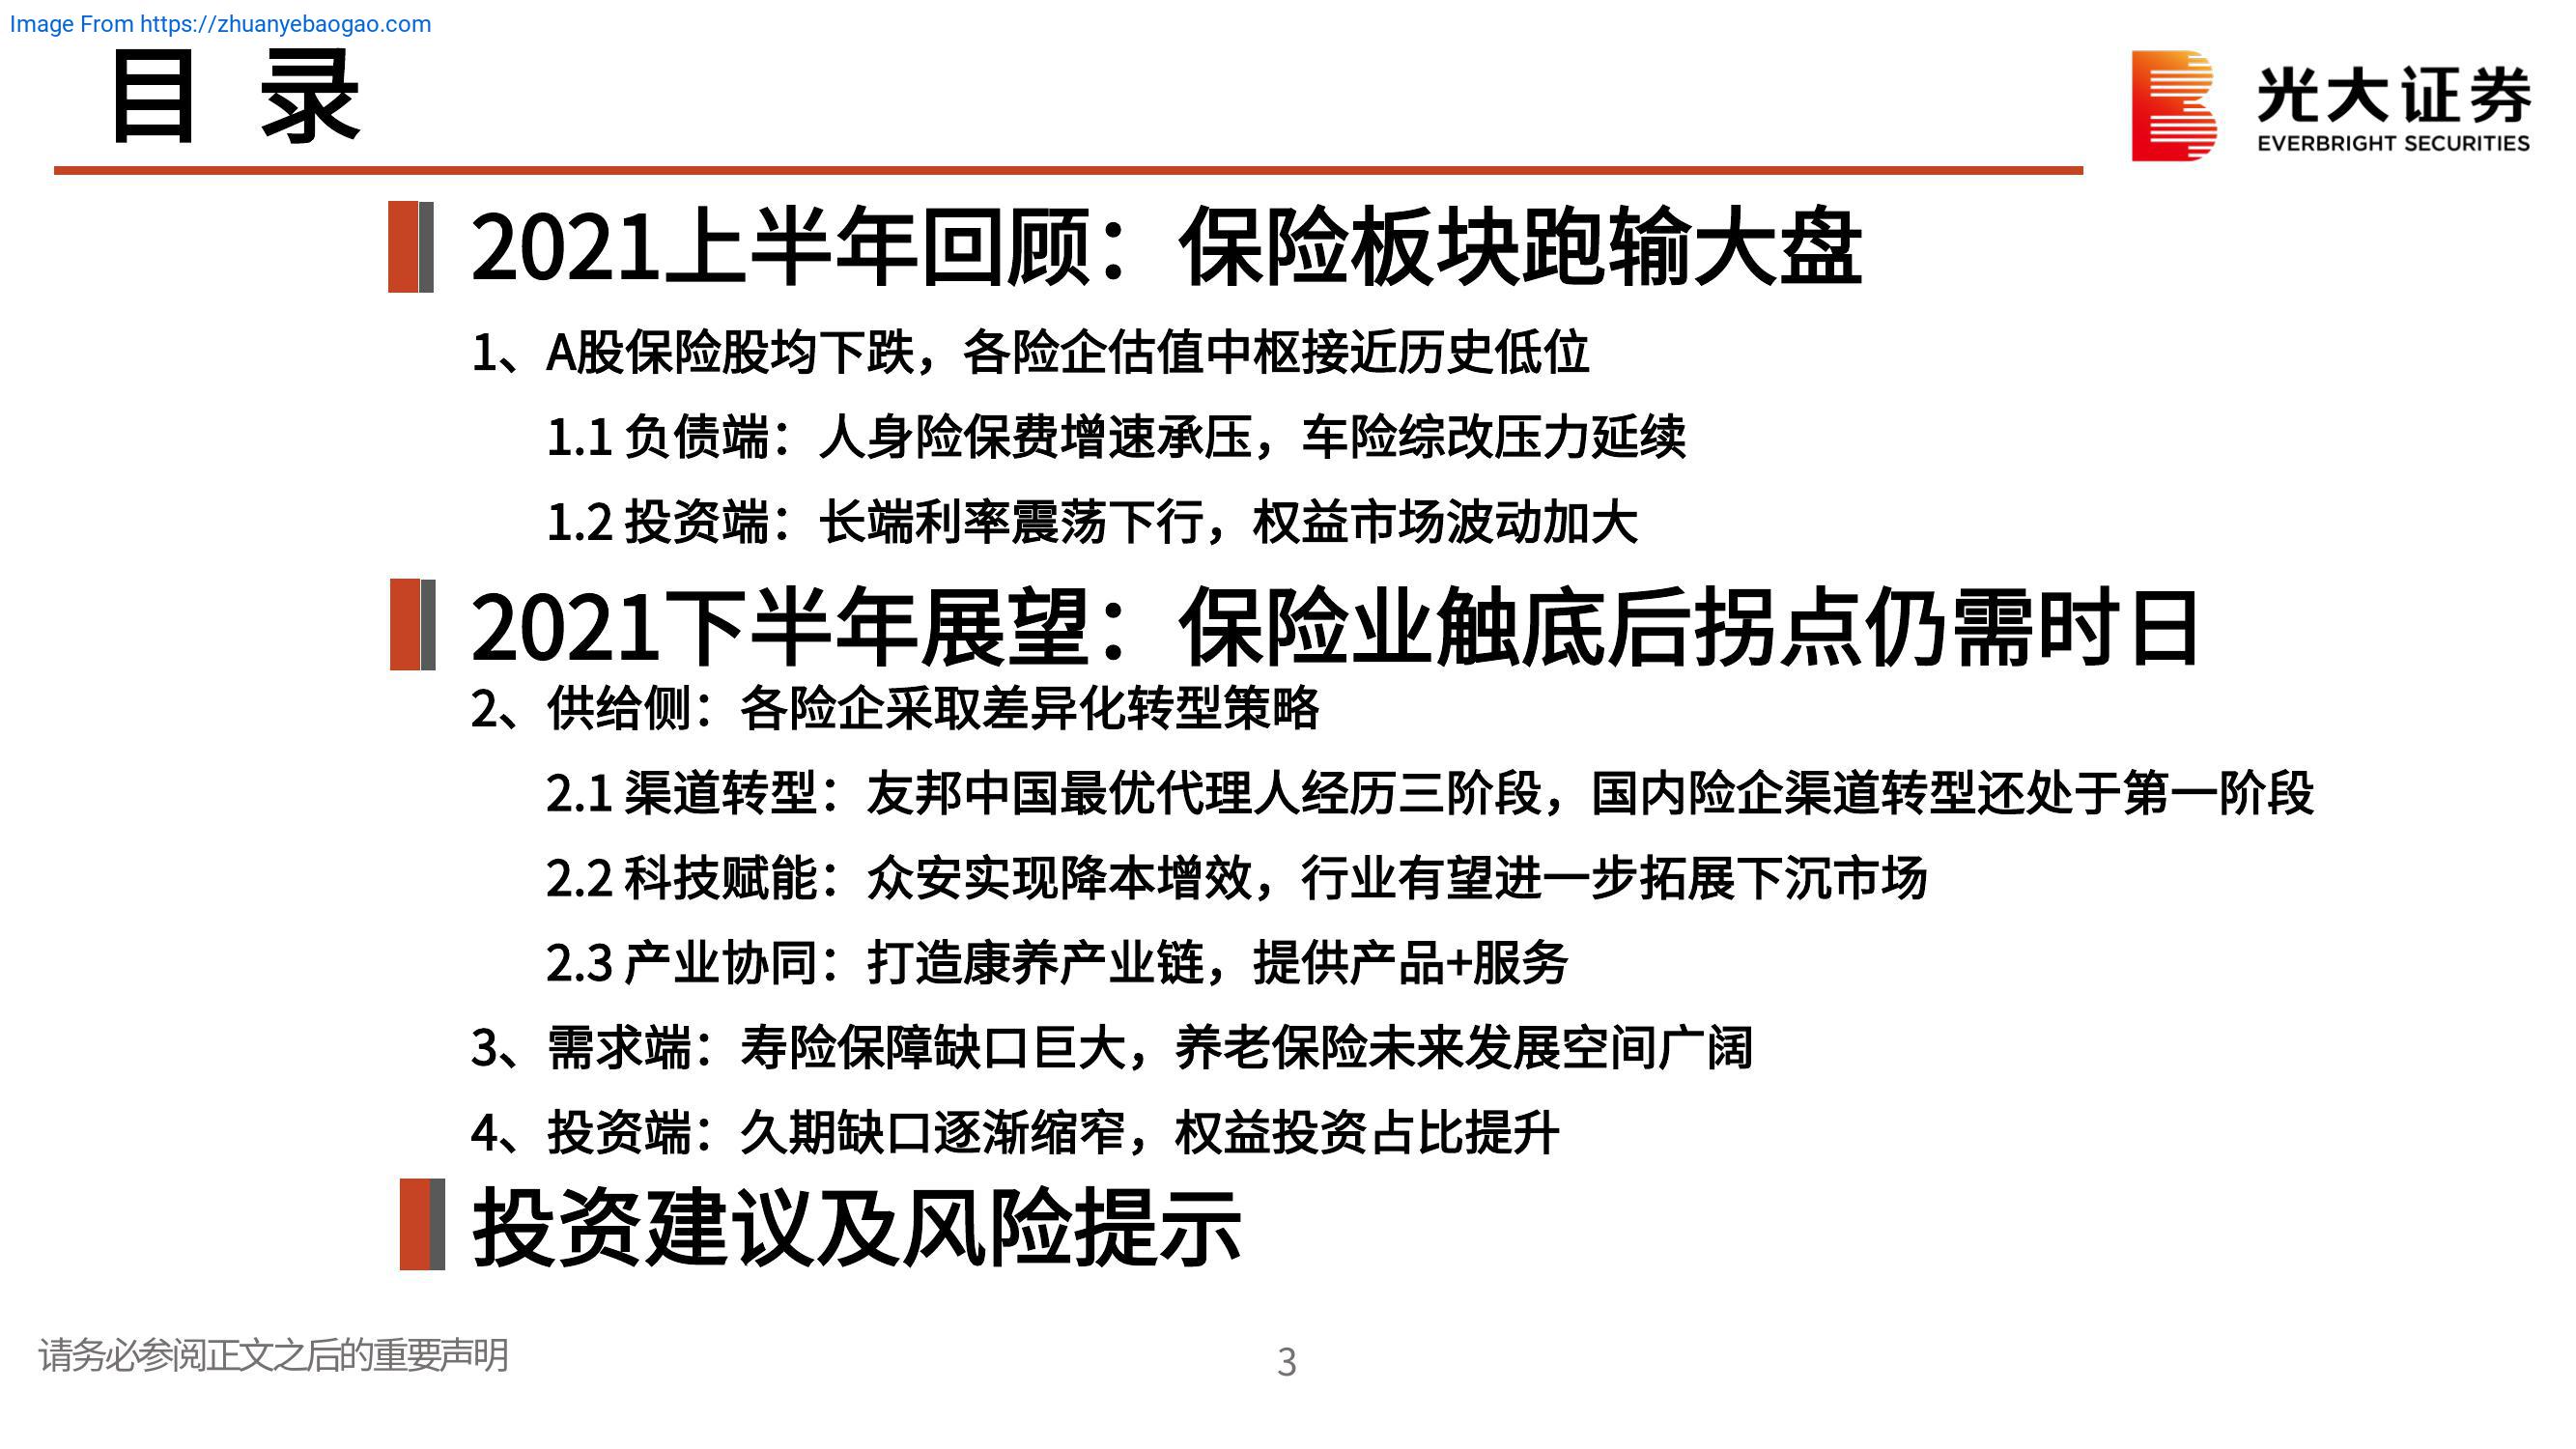 Image From https://zhuanyebaogao.com
目 录
光大证券
EVERBRIGHT SECURITIES
2021上半年回顾：保险板块跑输大盘
1、A股保险股均下跌，各险企估值中枢接近历史低位
1.1 负债端：人身险保费增速承压，车险综改压力延续
1.2 投资端：长端利率震荡下行，权益市场波动加大
2021下半年展望：保险业触底后拐点仍需时日
2、供给侧：各险企采取差异化转型策略
2.1 渠道转型：友邦中国最优代理人经历三阶段，国内险企渠道转型还处于第一阶段
2.2 科技赋能：众安实现降本增效，行业有望进一步拓展下沉市场
2.3 产业协同：打造康养产业链，提供产品+服务
3、需求端：寿险保障缺口巨大，养老保险未来发展空间广阔
4、投资端：久期缺口逐渐缩窄，权益投资占比提升
投资建议及风险提示
请务必参阅正文之后的重要声明
3